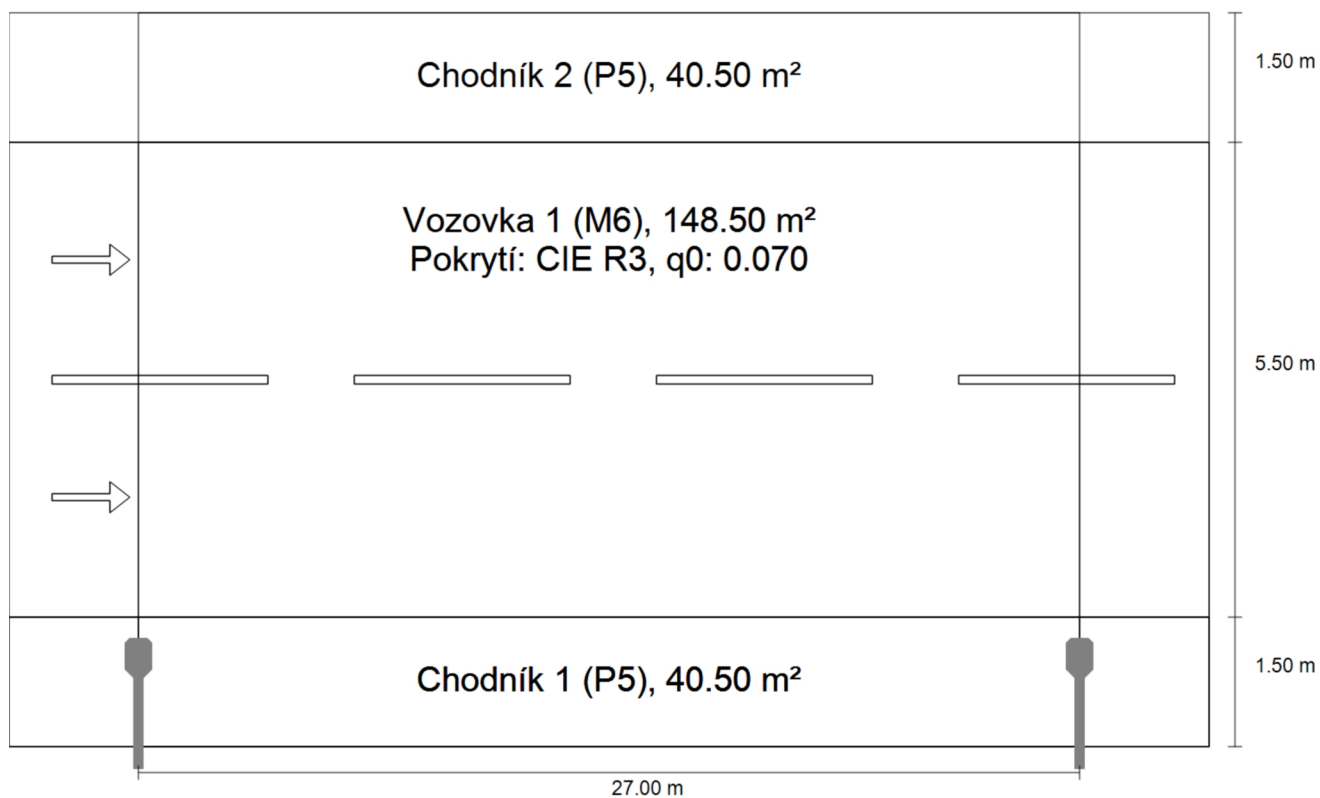 Chodník 2 (P5), 40.50 m²
1.50 m
Vozovka 1 (M6), 148.50 m²
Pokrytí: CIE R3, q0: 0.070
5.50 m
Chodník 1 (P5), 40.50 m²
1.50 m
27.00 m